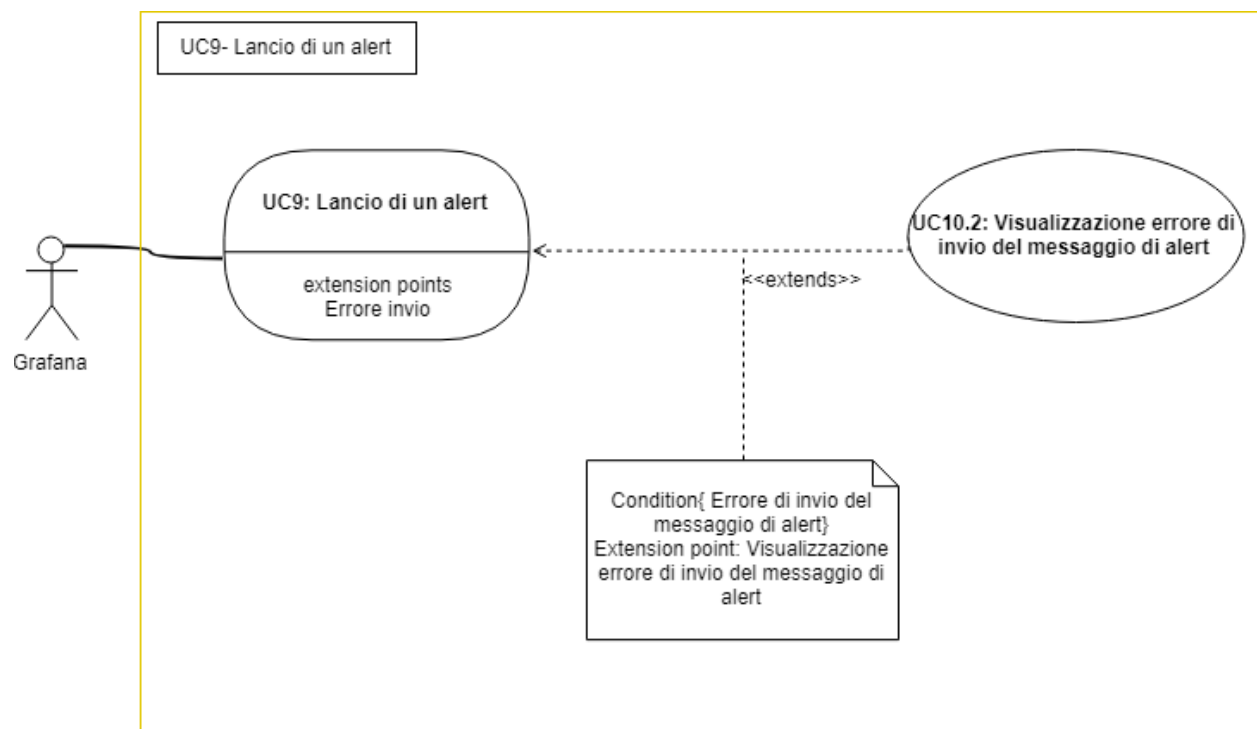 UC9- Lancio di un alert
UC9: Lancio di un alert
extension points
Errore invio
Grafana
<<extends>>
UC10.2: Visualizzazione errore di
invio del messaggio di alert
Condition{ Errore di invio del
messaggio di alert}
Extension point: Visualizzazione
errore di invio del messaggio di
alert